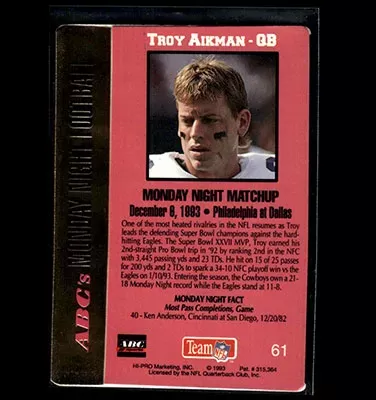 TROY AIKMAN - QB
ABC's MONDAY NIGHT FOOTBALL
MONDAY NIGHT MATCHUP
December 6, 1993 • Philadelphia at Dallas
One of the most heated rivalries in the NFL resumes as Troy
leads the defending Super Bowl champions against the hard-
hitting Eagles. The Super Bowl XXVII MVP, Troy earned his
2nd-straight Pro Bowl trip in '92 by ranking 2nd in the NFC
with 3,445 passing yds and 23 TDs. He hit on 15 of 25 passes
for 200 yds and 2 TDs to spark a 34-10 NFC playoff win vs the
Eagles on 1/10/93. Entering the season, the Cowboys own a 21-
18 Monday Night record while the Eagles stand at 11-8.
MONDAY NIGHT FACT
Most Pass Completions, Game
40 - Ken Anderson, Cincinnati at San Diego, 12/20/82
ABC
Team NFL
61
HI-PRO Marketing, INC. © 1993 Pat. # 315,364
Licensed by the NFL Quarterback Club, Inc.